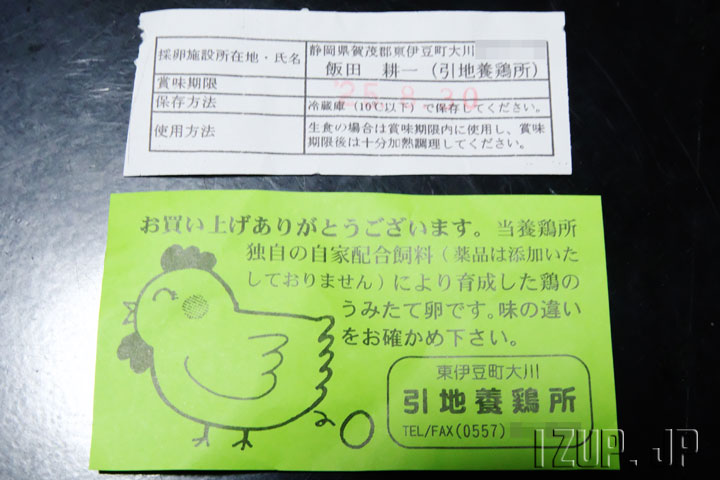 採卵施設所在地・氏名
静岡県賀茂郡東伊豆町大川
飯田 耕一(引地養鶏所)
賞味期限
'25.8.30
保存方法
冷蔵庫(10℃以下)で保存してください。
使用方法
生食の場合は賞味期限内に使用し、賞味
期限後は十分加熱調理してください。
お買い上げありがとうございます。当養鶏所
独自の自家配合飼料(薬品は添加いた
しておりません)により育成した鶏の
うみたて卵です。味の違い
をお確かめ下さい。
東伊豆町大川
引地養鶏所
TEL/FAX(0557)
IZUP.JP